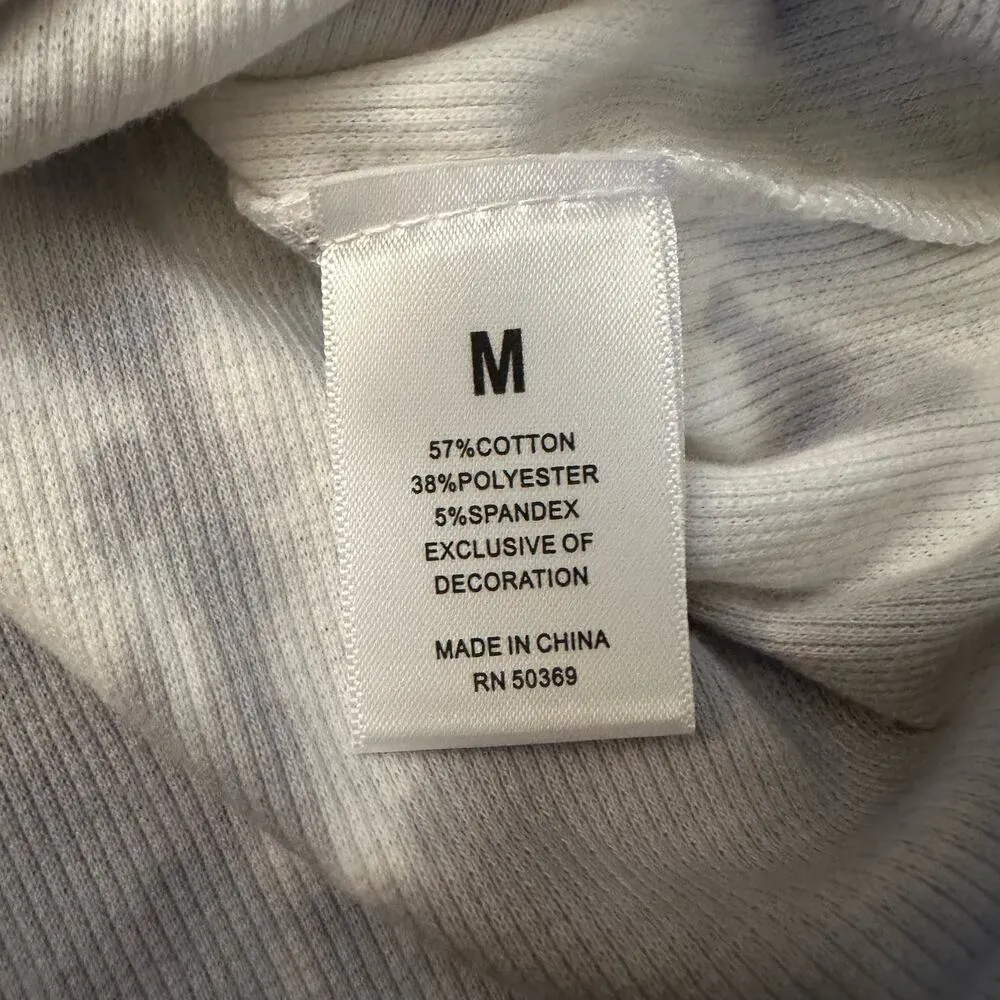 M
57%COTTON
38%POLYESTER
5%SPANDEX
EXCLUSIVE OF
DECORATION
MADE IN CHINA
RN 50369